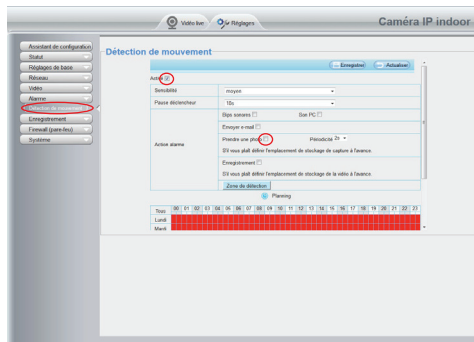 Vidéo live
Réglages
Caméra IP indoor
Assistant de configuration
Statut
Réglages de base
Réseau
Vidéo
Alarme
Détection de mouvement
Enregistrement
Firewall (pare-feu)
Système
Détection de mouvement
Enregistrer
Actualiser
Activé
Sensibilité moyen
Pause déclencheur 10s
Bips sonores Son PC
Envoyer e-mail
Action alarme
Prendre une photo Périodicité 2s
S'il vous plaît définir l'emplacement de stockage de capture à l'avance.
Enregistrement
S'il vous plaît définir l'emplacement de stockage de la vidéo à l'avance.
Zone de détection
Planning
Tous 00 01 02 03 04 05 06 07 08 09 10 11 12 13 14 15 16 17 18 19 20 21 22 23
Lundi
Mardi